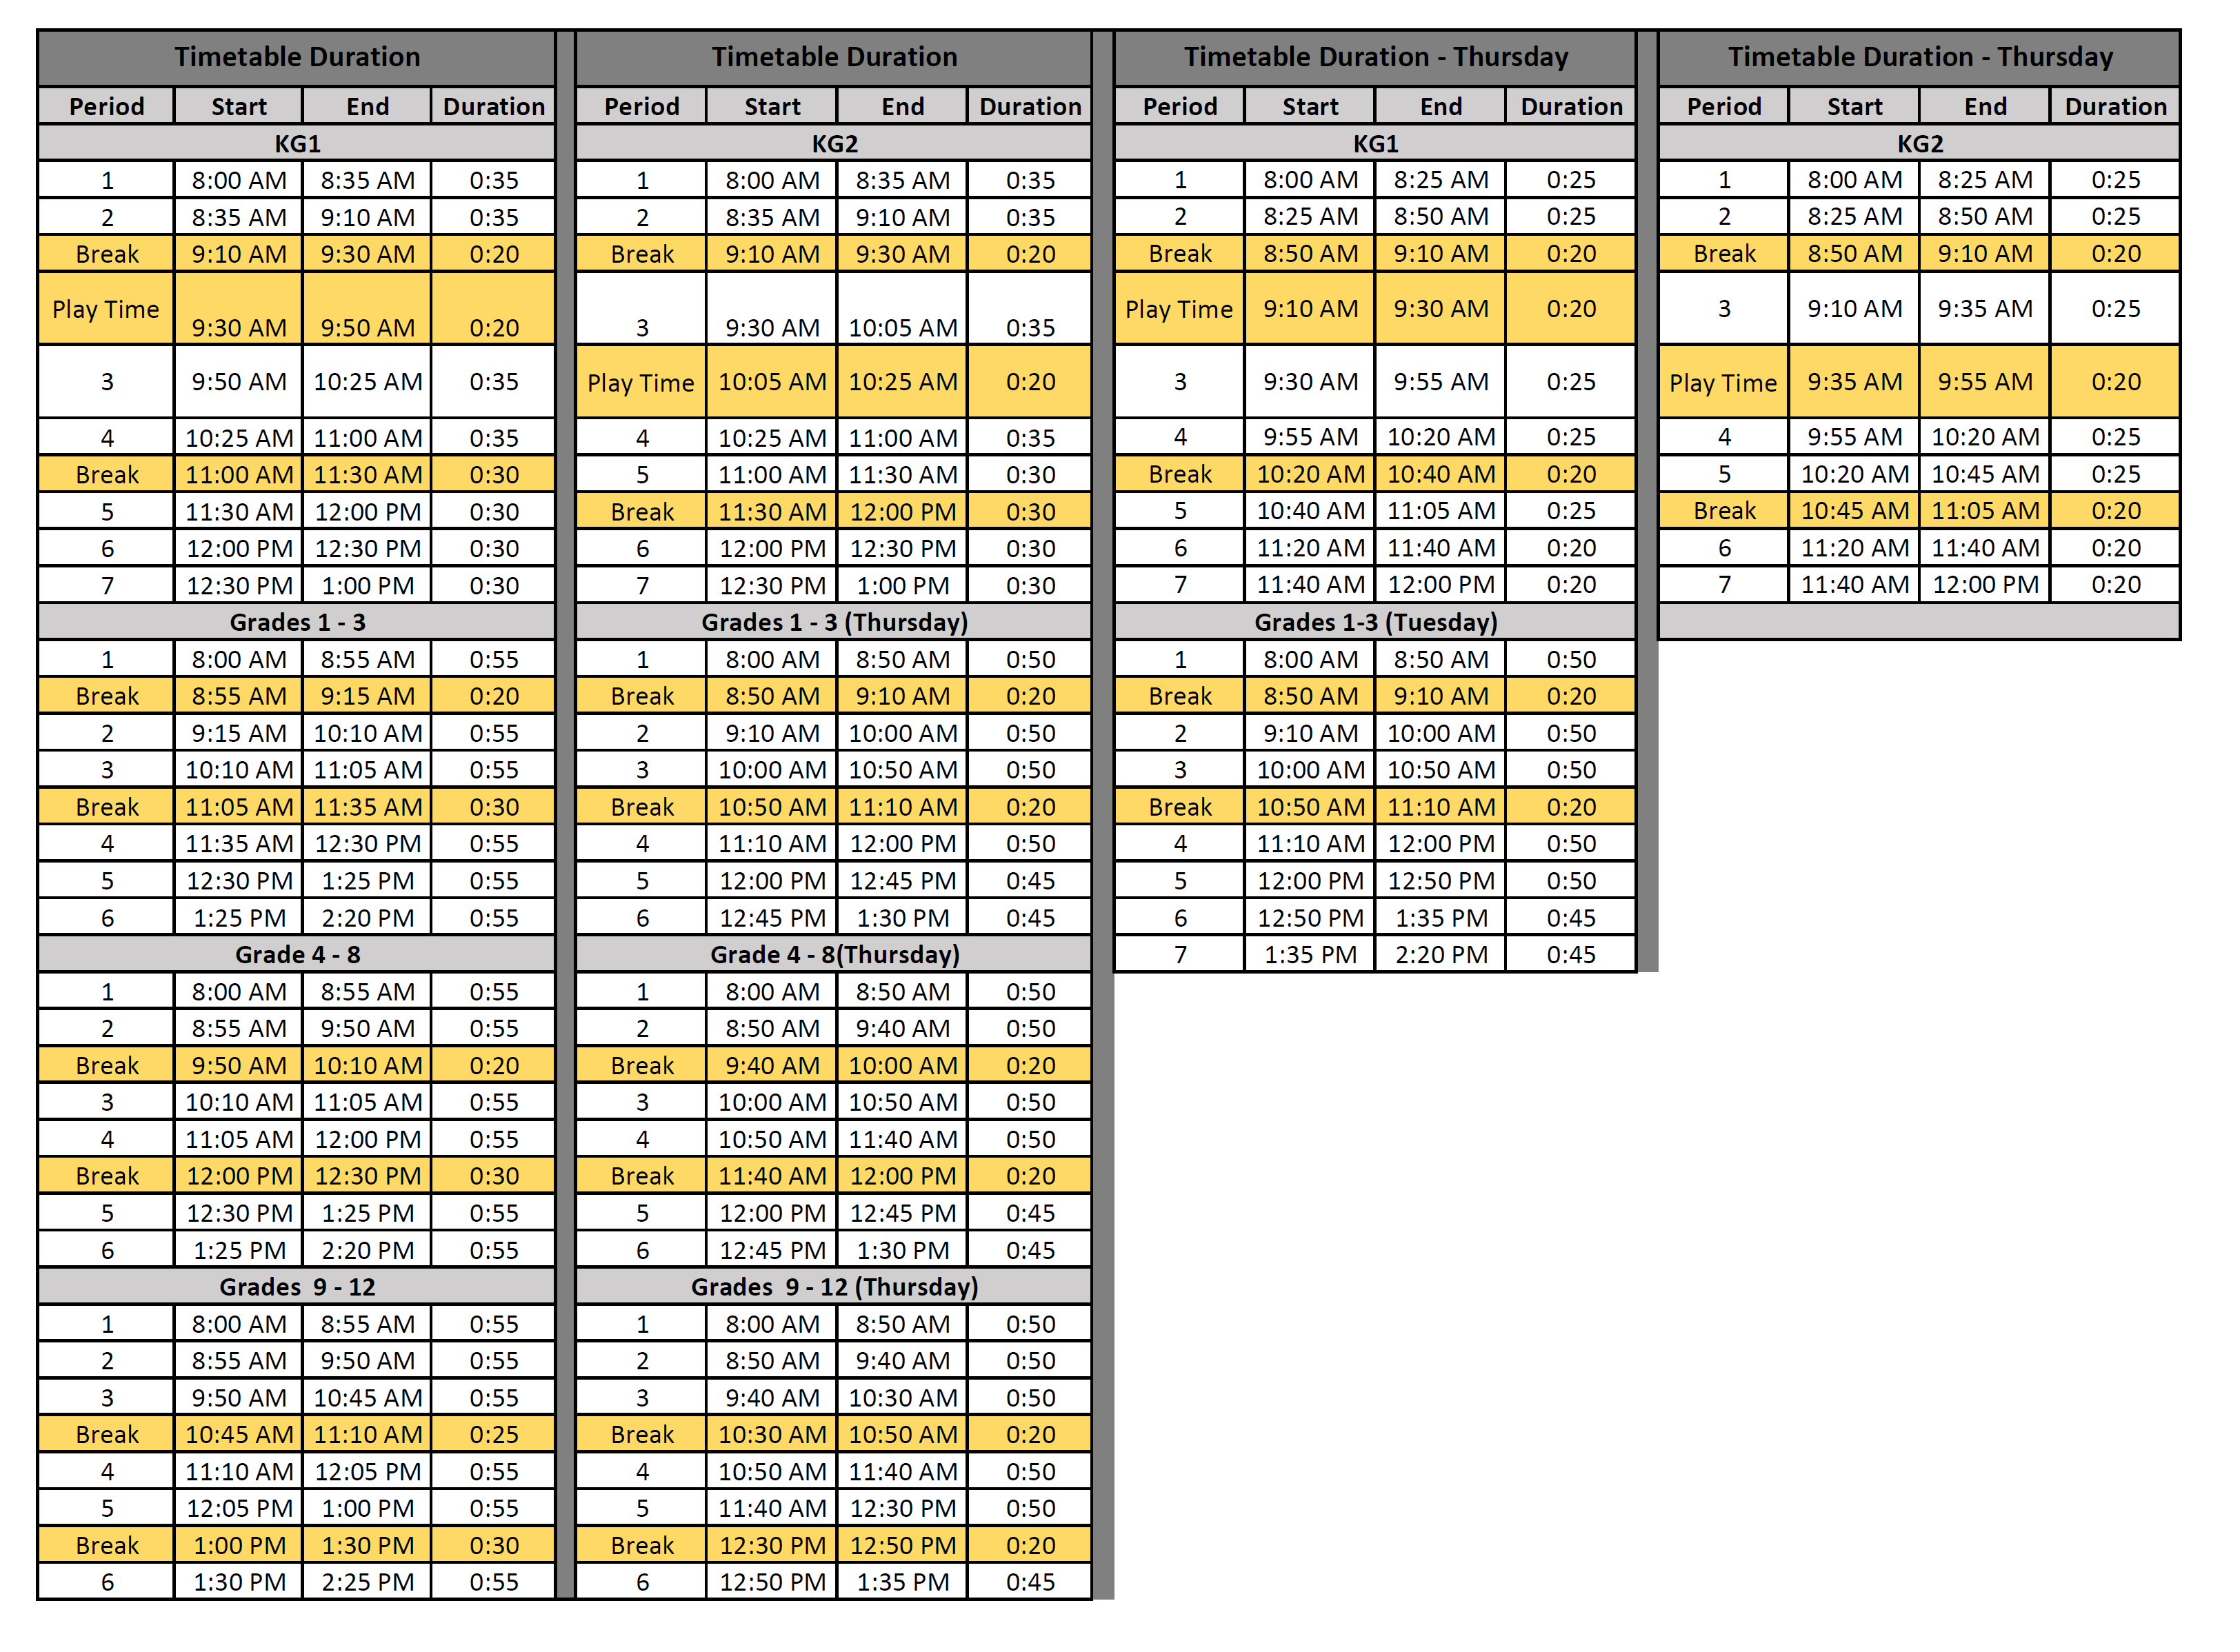 Timetable Duration
Period Start End Duration
KG1
1 8:00 AM 8:35 AM 0:35
2 8:35 AM 9:10 AM 0:35
Break 9:10 AM 9:30 AM 0:20
Play Time 9:30 AM 9:50 AM 0:20
3 9:50 AM 10:25 AM 0:35
4 10:25 AM 11:00 AM 0:35
Break 11:00 AM 11:30 AM 0:30
5 11:30 AM 12:00 PM 0:30
6 12:00 PM 12:30 PM 0:30
7 12:30 PM 1:00 PM 0:30
Grades 1 - 3
1 8:00 AM 8:55 AM 0:55
Break 8:55 AM 9:15 AM 0:20
2 9:15 AM 10:10 AM 0:55
3 10:10 AM 11:05 AM 0:55
Break 11:05 AM 11:35 AM 0:30
4 11:35 AM 12:30 PM 0:55
5 12:30 PM 1:25 PM 0:55
6 1:25 PM 2:20 PM 0:55
Grade 4 - 8
1 8:00 AM 8:55 AM 0:55
2 8:55 AM 9:50 AM 0:55
Break 9:50 AM 10:10 AM 0:20
3 10:10 AM 11:05 AM 0:55
4 11:05 AM 12:00 PM 0:55
Break 12:00 PM 12:30 PM 0:30
5 12:30 PM 1:25 PM 0:55
6 1:25 PM 2:20 PM 0:55
Grades 9 - 12
1 8:00 AM 8:55 AM 0:55
2 8:55 AM 9:50 AM 0:55
3 9:50 AM 10:45 AM 0:55
Break 10:45 AM 11:10 AM 0:25
4 11:10 AM 12:05 PM 0:55
5 12:05 PM 1:00 PM 0:55
Break 1:00 PM 1:30 PM 0:30
6 1:30 PM 2:25 PM 0:55
Timetable Duration
Period Start End Duration
KG2
1 8:00 AM 8:35 AM 0:35
2 8:35 AM 9:10 AM 0:35
Break 9:10 AM 9:30 AM 0:20
3 9:30 AM 10:05 AM 0:35
Play Time 10:05 AM 10:25 AM 0:20
4 10:25 AM 11:00 AM 0:35
5 11:00 AM 11:30 AM 0:30
Break 11:30 AM 12:00 PM 0:30
6 12:00 PM 12:30 PM 0:30
7 12:30 PM 1:00 PM 0:30
Grades 1 - 3 (Thursday)
1 8:00 AM 8:50 AM 0:50
Break 8:50 AM 9:10 AM 0:20
2 9:10 AM 10:00 AM 0:50
3 10:00 AM 10:50 AM 0:50
Break 10:50 AM 11:10 AM 0:20
4 11:10 AM 12:00 PM 0:50
5 12:00 PM 12:45 PM 0:45
6 12:45 PM 1:30 PM 0:45
Grade 4 - 8(Thursday)
1 8:00 AM 8:50 AM 0:50
2 8:50 AM 9:40 AM 0:50
Break 9:40 AM 10:00 AM 0:20
3 10:00 AM 10:50 AM 0:50
4 10:50 AM 11:40 AM 0:50
Break 11:40 AM 12:00 PM 0:20
5 12:00 PM 12:45 PM 0:45
6 12:45 PM 1:30 PM 0:45
Grades 9 - 12 (Thursday)
1 8:00 AM 8:50 AM 0:50
2 8:50 AM 9:40 AM 0:50
3 9:40 AM 10:30 AM 0:50
Break 10:30 AM 10:50 AM 0:20
4 10:50 AM 11:40 AM 0:50
5 11:40 AM 12:30 PM 0:50
Break 12:30 PM 12:50 PM 0:20
6 12:50 PM 1:35 PM 0:45
Timetable Duration - Thursday
Period Start End Duration
KG1
1 8:00 AM 8:25 AM 0:25
2 8:25 AM 8:50 AM 0:25
Break 8:50 AM 9:10 AM 0:20
Play Time 9:10 AM 9:30 AM 0:20
3 9:30 AM 9:55 AM 0:25
4 9:55 AM 10:20 AM 0:25
Break 10:20 AM 10:40 AM 0:20
5 10:40 AM 11:05 AM 0:25
6 11:20 AM 11:40 AM 0:20
7 11:40 AM 12:00 PM 0:20
Grades 1-3 (Tuesday)
1 8:00 AM 8:50 AM 0:50
Break 8:50 AM 9:10 AM 0:20
2 9:10 AM 10:00 AM 0:50
3 10:00 AM 10:50 AM 0:50
Break 10:50 AM 11:10 AM 0:20
4 11:10 AM 12:00 PM 0:50
5 12:00 PM 12:50 PM 0:50
6 12:50 PM 1:35 PM 0:45
7 1:35 PM 2:20 PM 0:45
Timetable Duration - Thursday
Period Start End Duration
KG2
1 8:00 AM 8:25 AM 0:25
2 8:25 AM 8:50 AM 0:25
Break 8:50 AM 9:10 AM 0:20
3 9:10 AM 9:35 AM 0:25
Play Time 9:35 AM 9:55 AM 0:20
4 9:55 AM 10:20 AM 0:25
5 10:20 AM 10:45 AM 0:25
Break 10:45 AM 11:05 AM 0:20
6 11:20 AM 11:40 AM 0:20
7 11:40 AM 12:00 PM 0:20